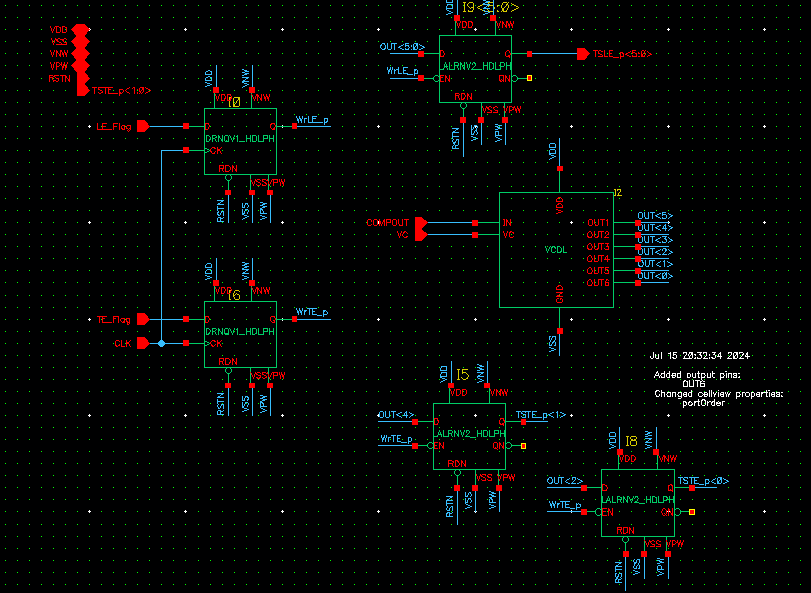 VDD
VSS
VNW
VPW
RSTN
TSTE_p<1:0>
I9<5:0>
VDD
VNW
VDD
VNW
OUT<5:0>
D
Q
TSLE_p<5:0>
LALRNV2_HDLPH
WrLE_p
EN
QN
RDN
VSS
VPW
RSTN
VSS
VPW
VDD
VNW
I0
VDD
VNW
LE_Flag
D
Q
WrLE_p
DRNQV1_HDLPH
CK
RDN
VSS
VPW
RSTN
VSS
VPW
VDD
I2
VDD
COMPOUT
IN
VC
VC
VCDL
OUT1
OUT2
OUT3
OUT4
OUT5
OUT6
OUT<5>
OUT<4>
OUT<3>
OUT<2>
OUT<1>
OUT<0>
GND
VSS
VDD
VNW
I6
VDD
VNW
TE_Flag
D
Q
WrTE_p
DRNQV1_HDLPH
CLK
CK
RDN
VSS
VPW
RSTN
VSS
VPW
Jul 15 20:32:34 2024
Added output pins:
OUT6
Changed cellview properties:
portOrder
VDD
VNW
I5
VDD
VNW
OUT<4>
D
Q
TSTE_p<1>
LALRNV2_HDLPH
WrTE_p
EN
QN
RDN
VSS
VPW
RSTN
VSS
VPW
VDD
VNW
I8
VDD
VNW
OUT<2>
D
Q
TSTE_p<0>
LALRNV2_HDLPH
WrTE_p
EN
QN
RDN
VSS
VPW
RSTN
VSS
VPW